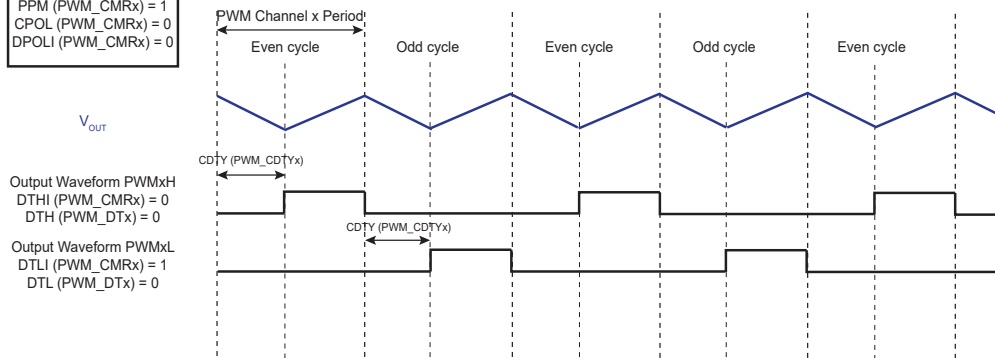 PPM (PWM_CMRx) = 1
CPOL (PWM_CMRx) = 0
DPOLI (PWM_CMRx) = 0
PWM Channel x Period
Even cycle
Odd cycle
Even cycle
Odd cycle
Even cycle
VOUT
CDTY (PWM_CDTYx)
Output Waveform PWMxH
DTHI (PWM_CMRx) = 0
DTH (PWM_DTx) = 0
CDTY (PWM_CDTYx)
Output Waveform PWMxL
DTLI (PWM_CMRx) = 1
DTL (PWM_DTx) = 0